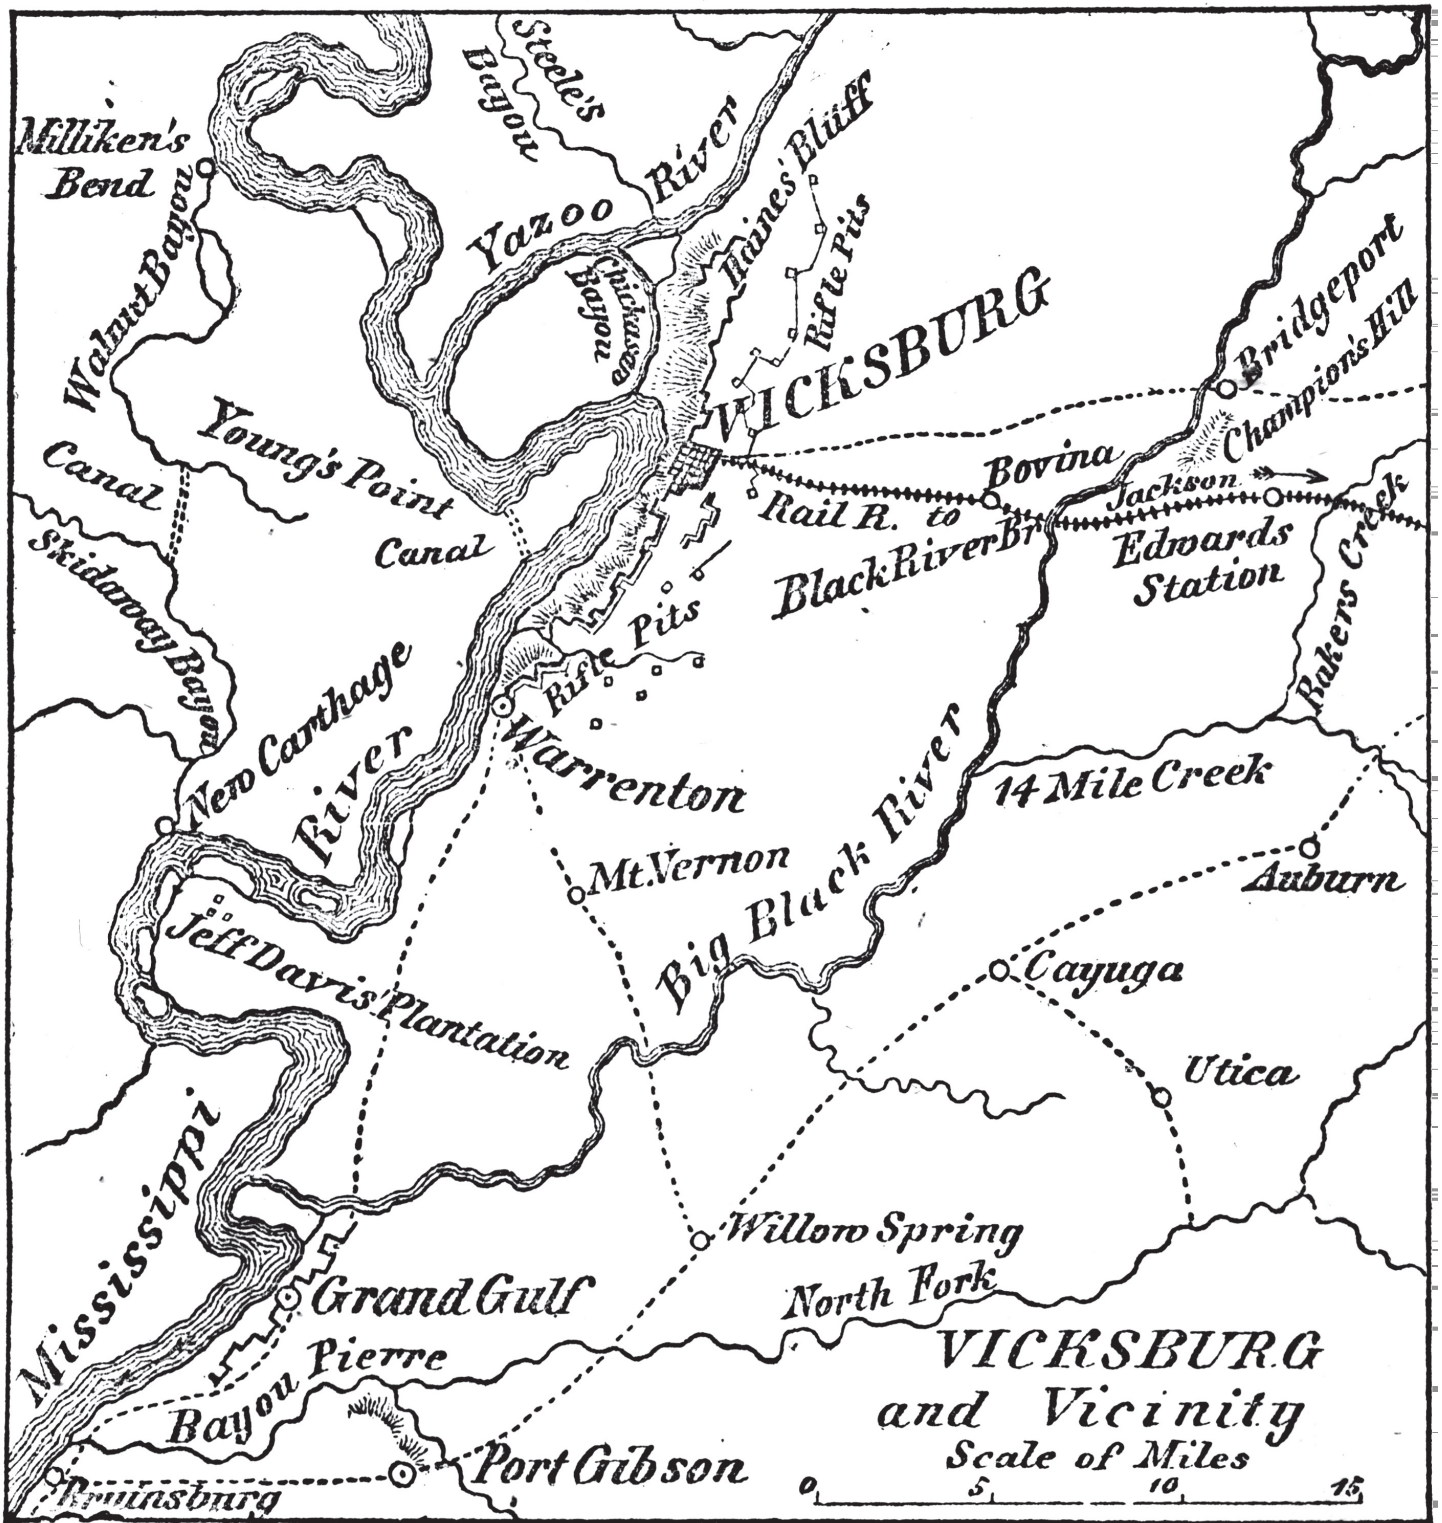 Steele's
Bayou
Milliken's
Bend
Yazoo River
Haines' Bluff
Walnut Bayou
Chickasaw
Bayou
Rifle Pits
VICKSBURG
Bridgeport
Champion's Hill
Young's Point
Canal
Canal
Bovina
Rail R. to
Jackson
Black River Br.
Edwards
Station
Bakers Creek
Skidaway Bayou
Rifle Pits
New Carthage
River
Warrenton
14 Mile Creek
Mt. Vernon
Big Black River
Auburn
Jeff Davis' Plantation
Cayuga
Utica
Mississippi
Willow Spring
Grand Gulf
North Fork
Bayou Pierre
Port Gibson
Bruinsburg
VICKSBURG
and Vicinity
Scale of Miles
0 5 10 15